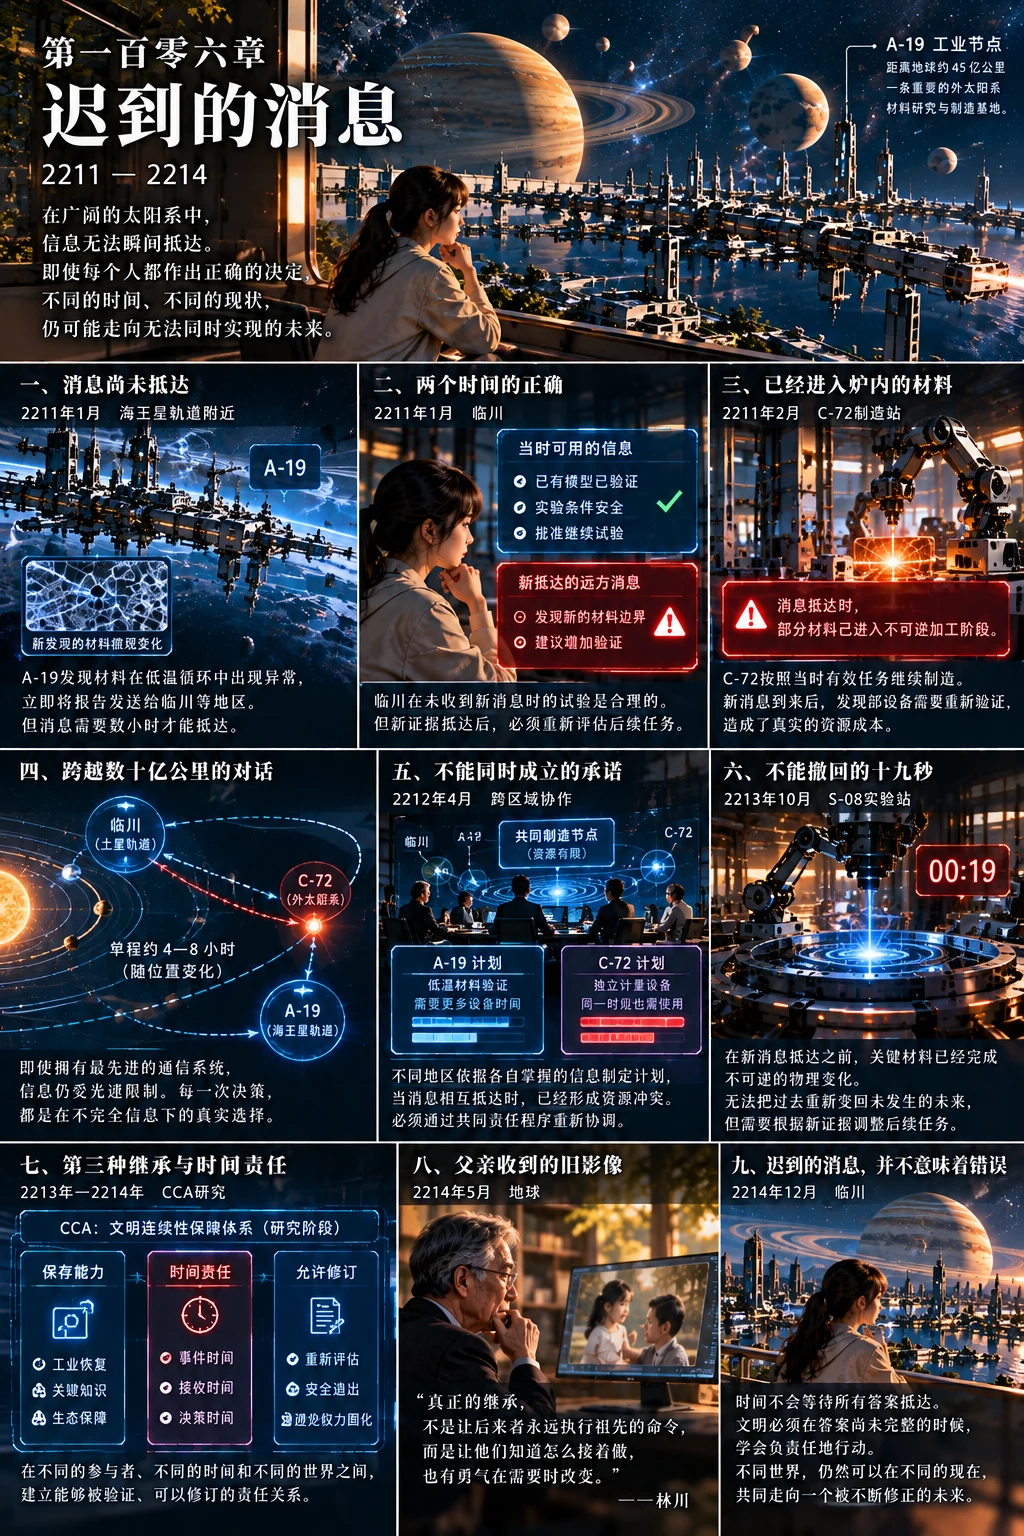 第一百零六章
迟到的消息
2211 — 2214
在广阔的太阳系中，
信息无法瞬间抵达。
即使每个人都作出正确的决定，
不同的时间、不同的现状，
仍可能走向无法同时实现的未来。
A-19 工业节点
距离地球约 45 亿公里
一条重要的外太阳系
材料研究与制造基地。
一、消息尚未抵达
2211年1月 海王星轨道附近
A-19
新发现的材料微观变化
A-19发现材料在低温循环中出现异常，
立即将报告发送给临川等地区。
但消息需要数小时才能抵达。
二、两个时间的正确
2211年1月 临川
当时可用的信息
已有模型已验证
实验条件安全
批准继续试验
新抵达的远方消息
发现新的材料边界
建议增加验证
临川在未收到新消息时的试验是合理的。
但新证据抵达后，必须重新评估后续任务。
三、已经进入炉内的材料
2211年2月 C-72制造站
消息抵达时，
部分材料已进入不可逆加工阶段。
C-72按照当时有效任务继续制造。
新消息到来后，发现部设备需要重新验证，
造成了真实的资源成本。
四、跨越数十亿公里的对话
临川
（土星轨道）
C-72
（外太阳系）
单程约 4—8 小时
（随位置变化）
A-19
（海王星轨道）
即使拥有最先进的通信系统，
信息仍受光速限制。每一次决策，
都是在不完全信息下的真实选择。
五、不能同时成立的承诺
2212年4月 跨区域协作
临川
A-19
共同制造节点
（资源有限）
C-72
A-19 计划
低温材料验证
需要更多设备时间
C-72 计划
独立计量设备
同一时间也需使用
不同地区依据各自掌握的信息制定计划，
当消息相互抵达时，已经形成资源冲突。
必须通过共同责任程序重新协调。
六、不能撤回的十九秒
2213年10月 S-08实验站
00:19
在新消息抵达之前，关键材料已经完成
不可逆的物理变化。
无法把过去重新变回未发生的未来，
但需要根据新证据调整后续任务。
七、第三种继承与时间责任
2213年—2214年 CCA研究
CCA：文明连续性保障体系（研究阶段）
保存能力
工业恢复
关键知识
生态保障
时间责任
事件时间
接收时间
决策时间
允许修订
重新评估
安全退出
避免权力固化
在不同的参与者、不同的时间和不同的世界之间，
建立能够被验证、可以修订的责任关系。
八、父亲收到的旧影像
2214年5月 地球
“真正的继承，
不是让后来者永远执行祖先的命令，
而是让他们知道怎么接着做，
也有勇气在需要时改变。”
——林川
九、迟到的消息，并不意味着错误
2214年12月 临川
时间不会等待所有答案抵达。
文明必须在答案尚未完整的时候，
学会负责任地行动。
不同世界，仍然可以在不同的现在，
共同走向一个被不断修正的未来。